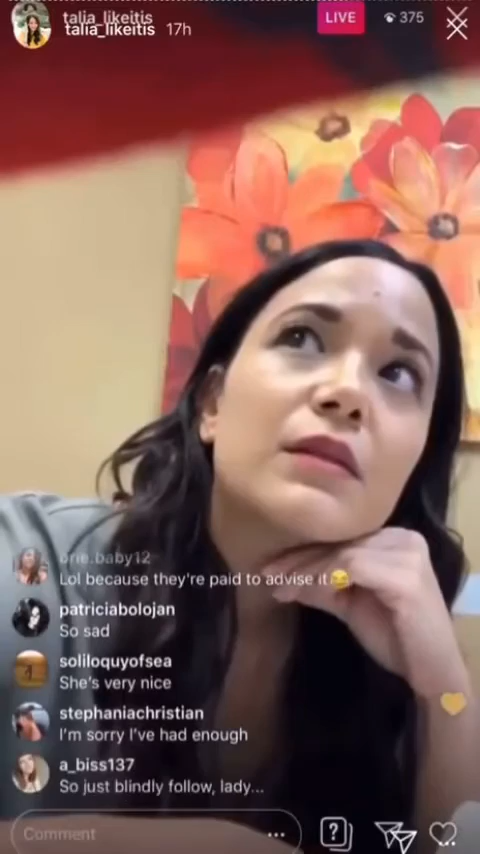 talia_likeitis
talia_likeitis 17h
LIVE
375
orie.baby12
Lol because they're paid to advise it😂
patriciabolojan
So sad
soliloquyofsea
She's very nice
stephaniachristian
I'm sorry I've had enough
a_biss137
So just blindly follow, lady...
Comment